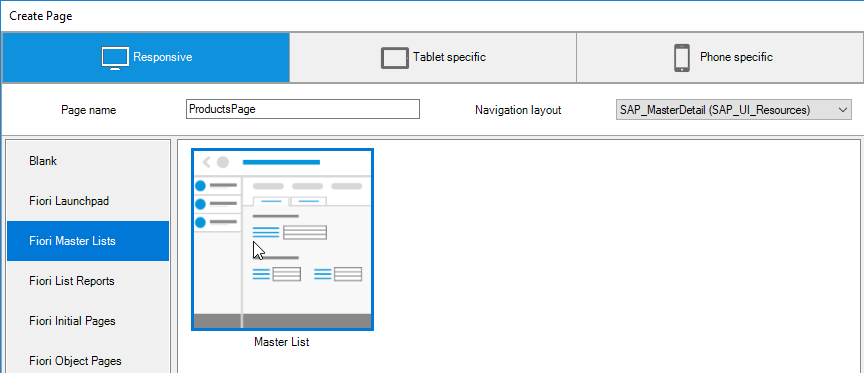 Create Page
Responsive
Tablet specific
Phone specific
Page name
ProductsPage
Navigation layout
SAP_MasterDetail (SAP_UI_Resources)
Blank
Fiori Launchpad
Fiori Master Lists
Fiori List Reports
Fiori Initial Pages
Fiori Object Pages
Master List